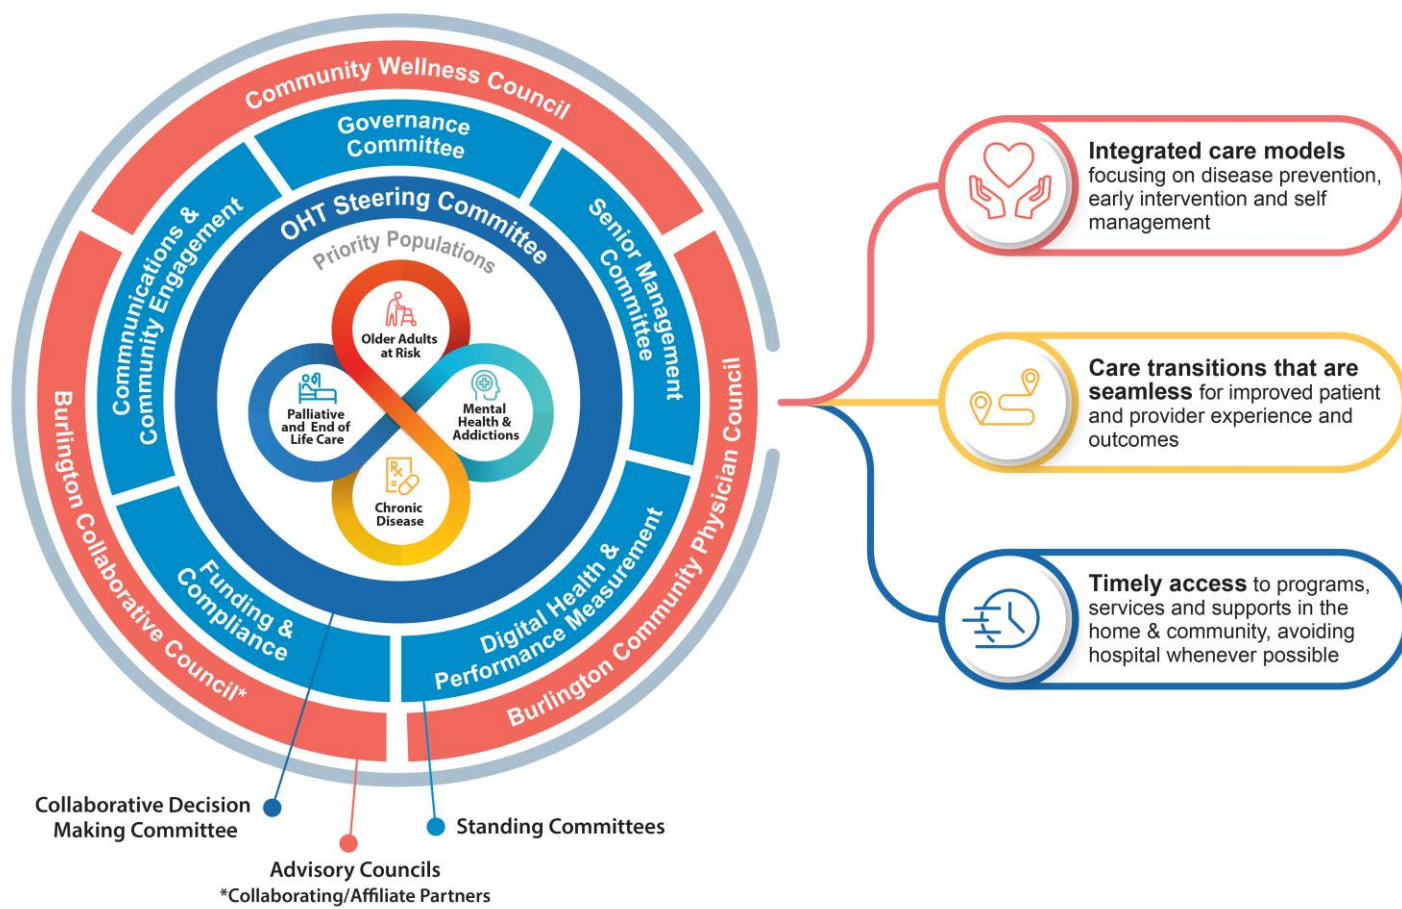 Community Wellness Council
Governance
Committee
Commnunications &
Community Engagement
Senior Management
Committee
OHT Steering Committee
Priority Populations
Older Adults
at Risk
Palliative
and End of
Life Care
Mental
Health &
Addictions
Rx
Chronic
Disease
Funding &
Compliance
Digital Health &
Performance Measurement
Burlington Collaborative Council*
Burlington Community Physician Council
Collaborative Decision
Making Committee
Advisory Councils
*Collaborating/Affiliate Partners
Standing Committees
Integrated care models
focusing on disease prevention,
early intervention and self
management
Care transitions that are
seamless for improved patient
and provider experience and
outcomes
Timely access to programs,
services and supports in the
home & community, avoiding
hospital whenever possible